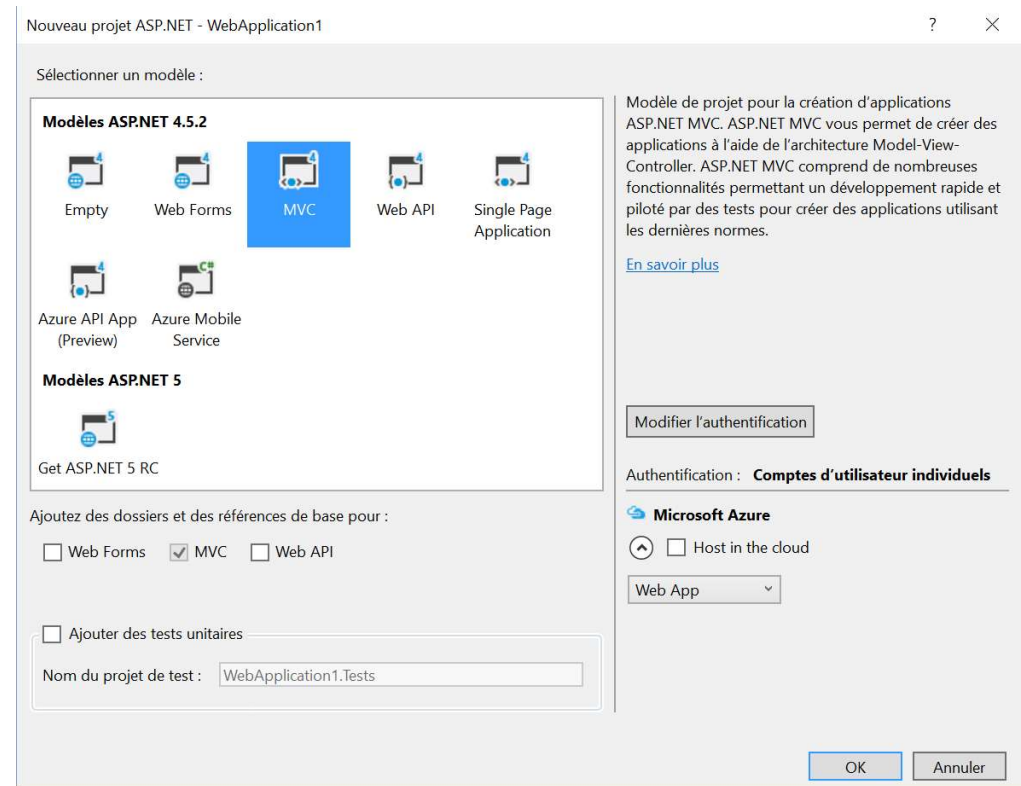 Nouveau projet ASP.NET - WebApplication1
?
Sélectionner un modèle :
Modèles ASP.NET 4.5.2
4
4
4
4
Empty
Web Forms
MVC
Web API
Single Page
Application
4
C#
Azure API App
(Preview)
Azure Mobile
Service
Modèles ASP.NET 5
5
Get ASP.NET 5 RC
Modèle de projet pour la création d'applications
ASP.NET MVC. ASP.NET MVC vous permet de créer des
applications à l'aide de l'architecture Model-View-
Controller. ASP.NET MVC comprend de nombreuses
fonctionnalités permettant un développement rapide et
piloté par des tests pour créer des applications utilisant
les dernières normes.
En savoir plus
Modifier l'authentification
Authentification : Comptes d'utilisateur individuels
Microsoft Azure
Host in the cloud
Web App
Ajoutez des dossiers et des références de base pour :
Web Forms
MVC
Web API
Ajouter des tests unitaires
Nom du projet de test : WebApplication1.Tests
OK
Annuler